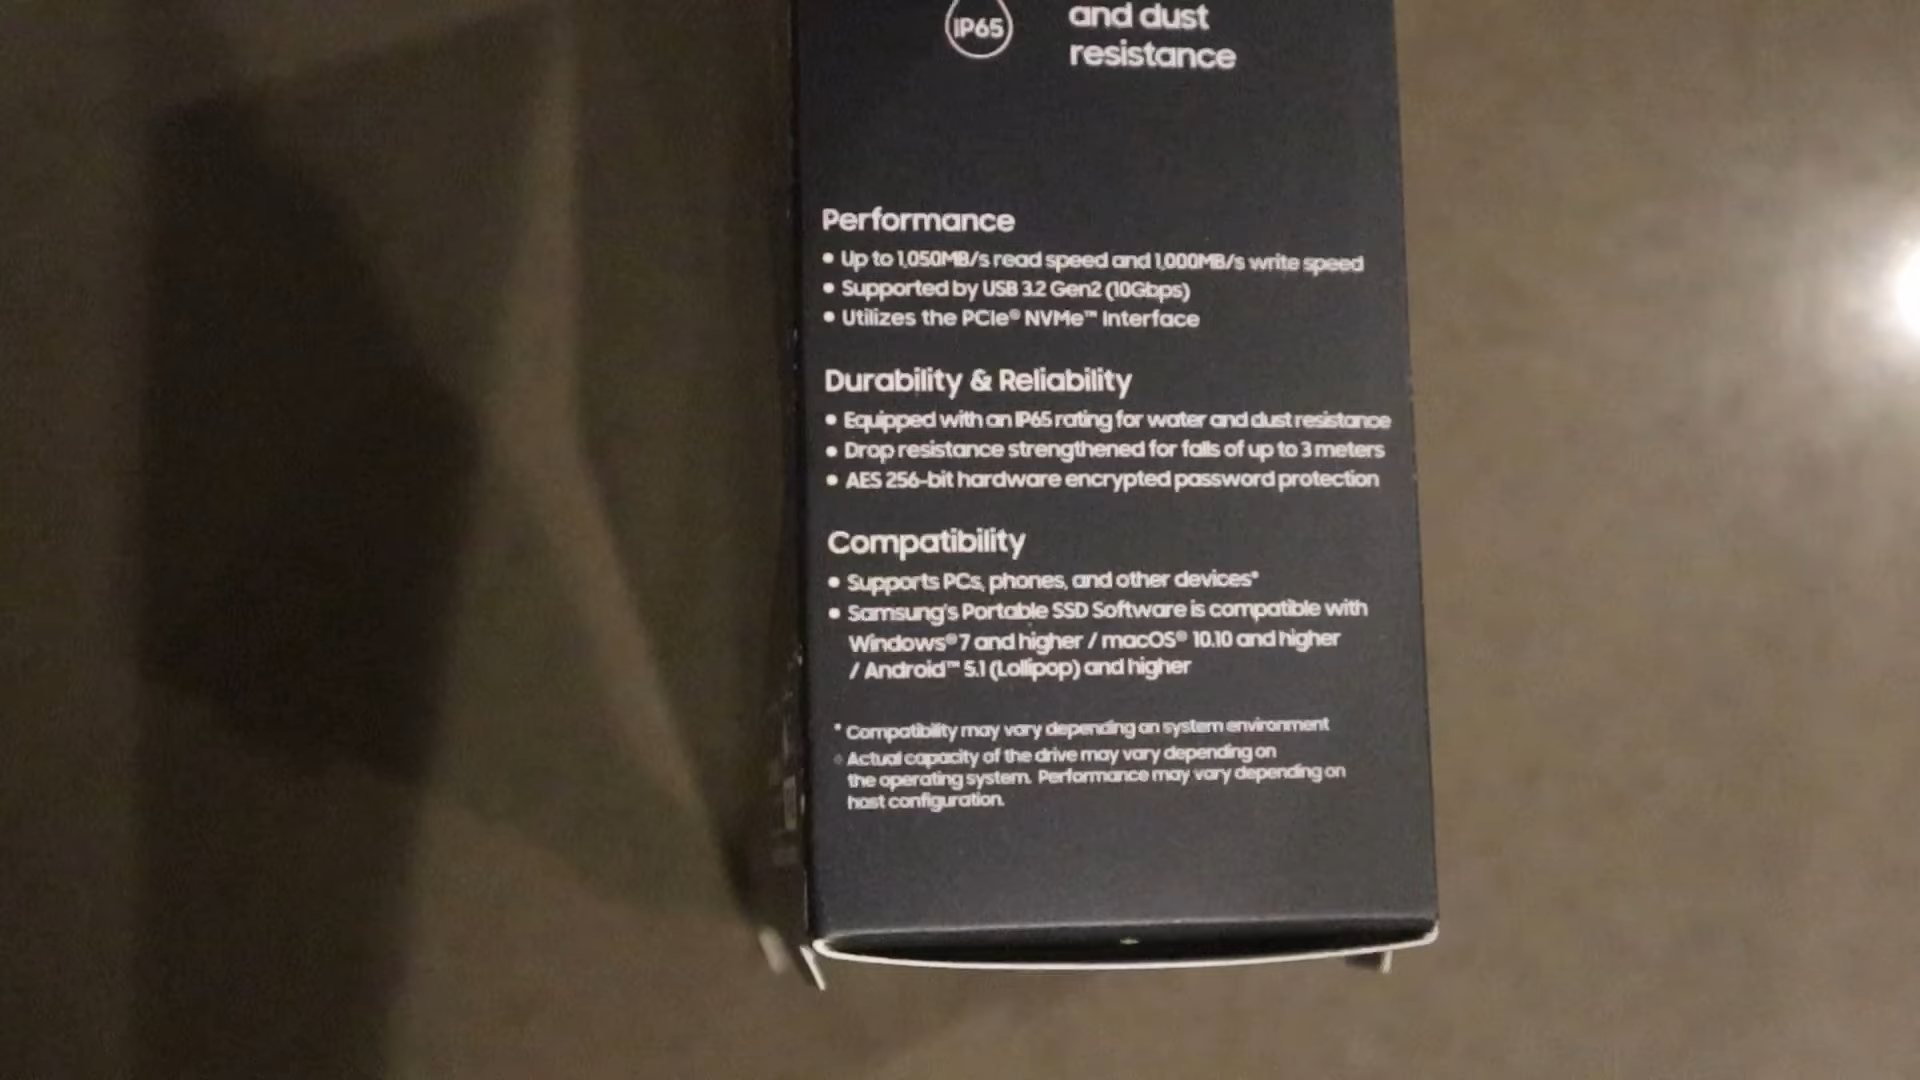 IP65
and dust
resistance
Performance
• Up to 1,050MB/s read speed and 1,000MB/s write speed
• Supported by USB 3.2 Gen2 (10Gbps)
• Utilizes the PCIe® NVMe™ Interface
Durability & Reliability
• Equipped with an IP65 rating for water and dust resistance
• Drop resistance strengthened for falls of up to 3 meters
• AES 256-bit hardware encrypted password protection
Compatibility
• Supports PCs, phones, and other devices*
• Samsung's Portable SSD Software is compatible with
Windows® 7 and higher / macOS® 10.10 and higher
/ Android™ 5.1 (Lollipop) and higher
* Compatibility may vary depending on system environment
◦ Actual capacity of the drive may vary depending on
the operating system. Performance may vary depending on
host configuration.